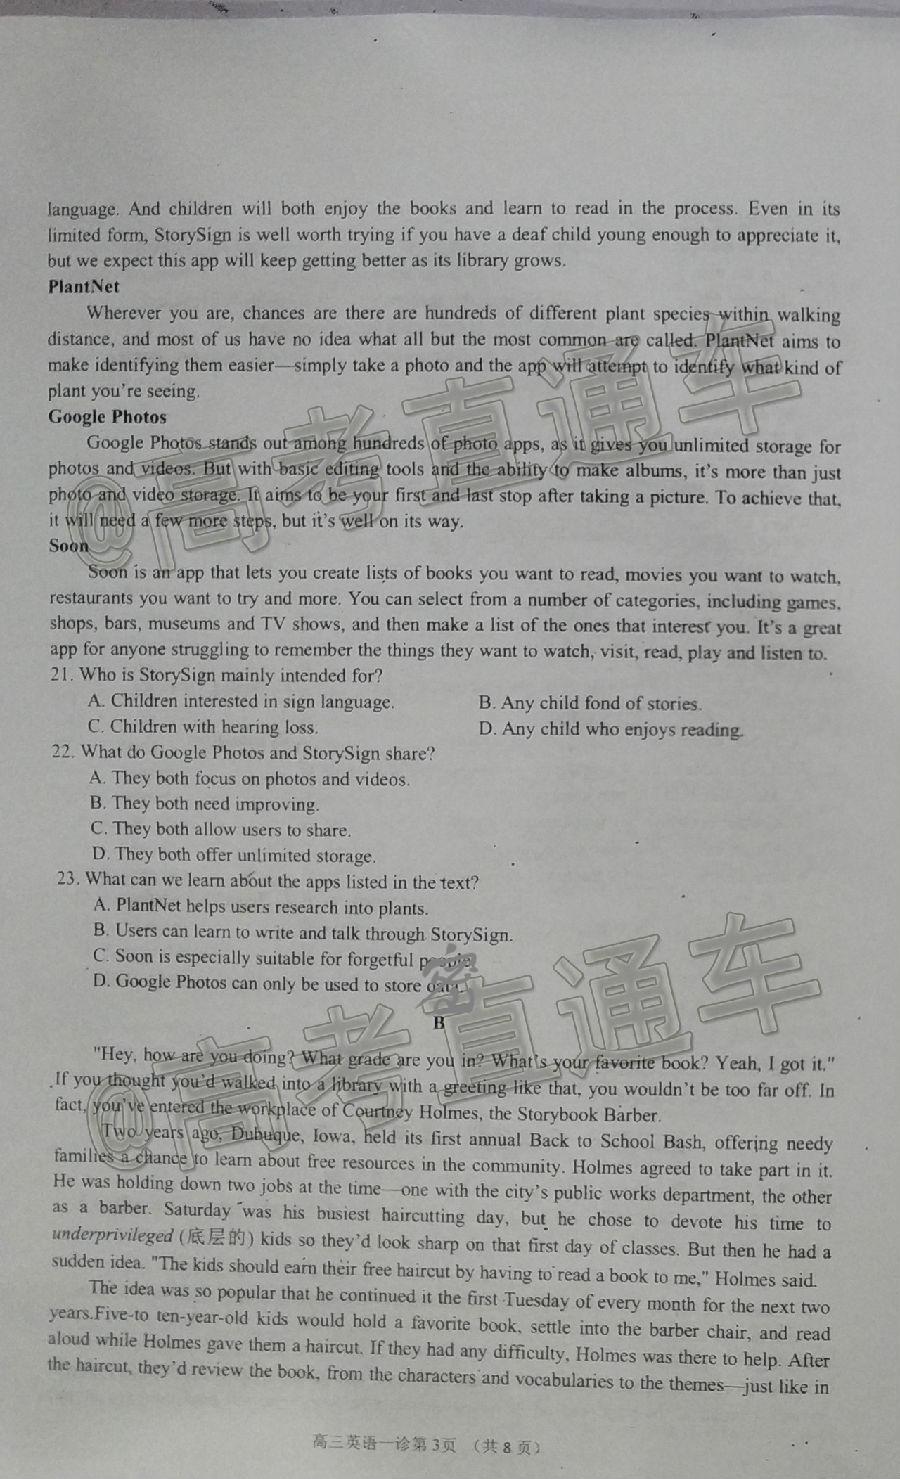 language. And children will both enjoy the books and learn to read in the process. Even in its
limited form, StorySign is well worth trying if you have a deaf child young enough to appreciate it,
but we expect this app will keep getting better as its library grows.
PlantNet
Wherever you are, chances are there are hundreds of different plant species within walking
distance, and most of us have no idea what all but the most common are called. PlantNet aims to
make identifying them easier—simply take a photo and the app will attempt to identify what kind of
plant you're seeing.
Google Photos
Google Photos stands out among hundreds of photo apps, as it gives you unlimited storage for
photos and videos. But with basic editing tools and the ability to make albums, it's more than just
photo and video storage. It aims to be your first and last stop after taking a picture. To achieve that,
it will need a few more steps, but it's well on its way.
Soon
Soon is an app that lets you create lists of books you want to read, movies you want to watch,
restaurants you want to try and more. You can select from a number of categories, including games,
shops, bars, museums and TV shows, and then make a list of the ones that interest you. It's a great
app for anyone struggling to remember the things they want to watch, visit, read, play and listen to.
21. Who is StorySign mainly intended for?
A. Children interested in sign language. B. Any child fond of stories.
C. Children with hearing loss. D. Any child who enjoys reading.
22. What do Google Photos and StorySign share?
A. They both focus on photos and videos.
B. They both need improving.
C. They both allow users to share.
D. They both offer unlimited storage.
23. What can we learn about the apps listed in the text?
A. PlantNet helps users research into plants.
B. Users can learn to write and talk through StorySign.
C. Soon is especially suitable for forgetful people.
D. Google Photos can only be used to store data.
密
B
"Hey, how are you doing? What grade are you in? What's your favorite book? Yeah, I got it."
If you thought you'd walked into a library with a greeting like that, you wouldn't be too far off. In
fact, you've entered the workplace of Courtney Holmes, the Storybook Barber.
Two years ago, Dubuque, Iowa, held its first annual Back to School Bash, offering needy
families a chance to learn about free resources in the community. Holmes agreed to take part in it.
He was holding down two jobs at the time—one with the city's public works department, the other
as a barber. Saturday was his busiest haircutting day, but he chose to devote his time to
underprivileged (底层的) kids so they'd look sharp on that first day of classes. But then he had a
sudden idea. "The kids should earn their free haircut by having to read a book to me," Holmes said.
The idea was so popular that he continued it the first Tuesday of every month for the next two
years.Five-to ten-year-old kids would hold a favorite book, settle into the barber chair, and read
aloud while Holmes gave them a haircut. If they had any difficulty, Holmes was there to help. After
the haircut, they'd review the book, from the characters and vocabularies to the themes—just like in
高三英语一诊第3页 (共8页)
@高考直通车
@高考直通车